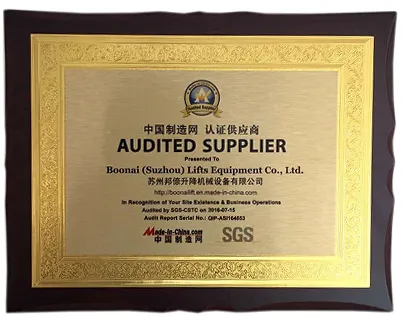 Audited Supplier
中国制造网 认证供应商
AUDITED SUPPLIER
Presented To
Boonai (Suzhou) Lifts Equipment Co., Ltd.
苏州邦偿升降机械设备有限公司
http://boonailift.en.made-in-china.com
In Recognition of Your Site Existence & Business Operations
Audited by SGS-CSTC on 2016-07-15
Audit Report Serial No.: QIP-ASI164653
Made-in-China.com
中国制造网
SGS